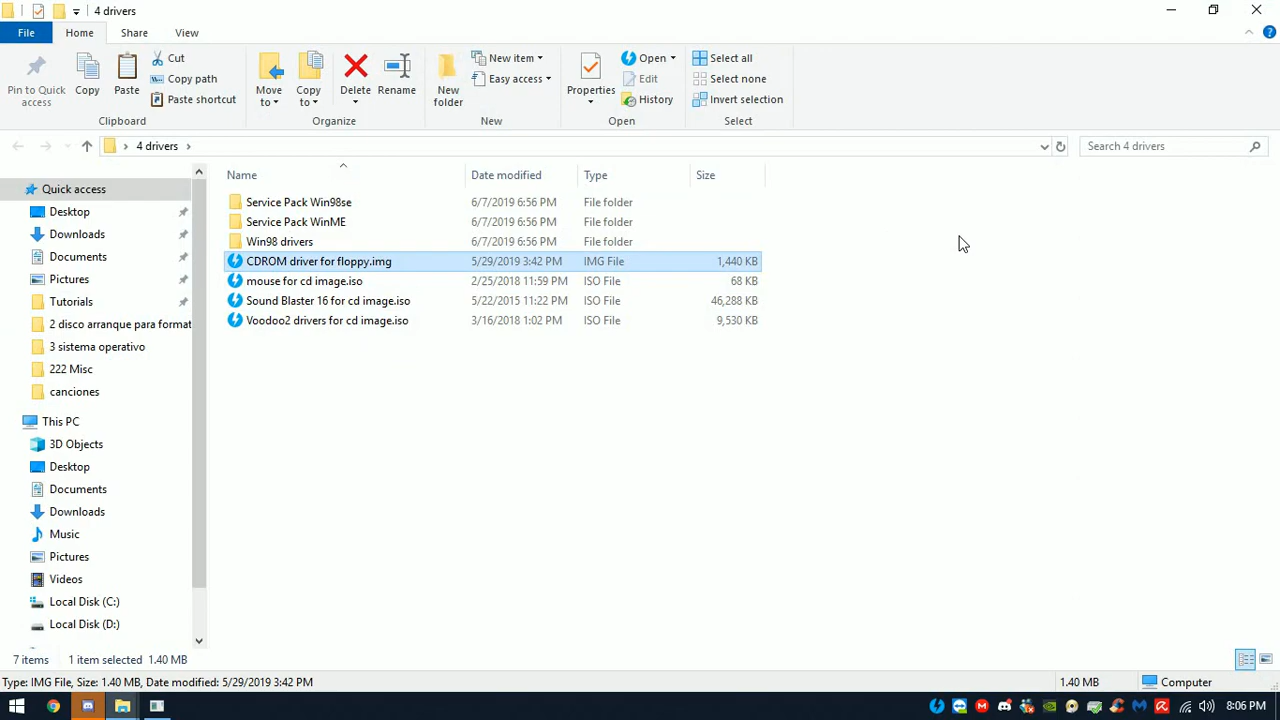 4 drivers
File Home Share View
Pin to Quick access
Copy
Paste
Cut
Copy path
Paste shortcut
Clipboard
Move to
Copy to
Delete
Rename
Organize
New folder
New item
Easy access
New
Properties
Open
Edit
History
Open
Select all
Select none
Invert selection
Select
4 drivers
Search 4 drivers
Quick access
Desktop
Downloads
Documents
Pictures
Tutorials
2 disco arranque para format
3 sistema operativo
222 Misc
canciones
This PC
3D Objects
Desktop
Documents
Downloads
Music
Pictures
Videos
Local Disk (C:)
Local Disk (D:)
Name Date modified Type Size
Service Pack Win98se 6/7/2019 6:56 PM File folder
Service Pack WinME 6/7/2019 6:56 PM File folder
Win98 drivers 6/7/2019 6:56 PM File folder
CDROM driver for floppy.img 5/29/2019 3:42 PM IMG File 1,440 KB
mouse for cd image.iso 2/25/2018 11:59 PM ISO File 68 KB
Sound Blaster 16 for cd image.iso 5/22/2015 11:22 PM ISO File 46,288 KB
Voodoo2 drivers for cd image.iso 3/16/2018 1:02 PM ISO File 9,530 KB
7 items 1 item selected 1.40 MB
Type: IMG File, Size: 1.40 MB, Date modified: 5/29/2019 3:42 PM 1.40 MB Computer
8:06 PM